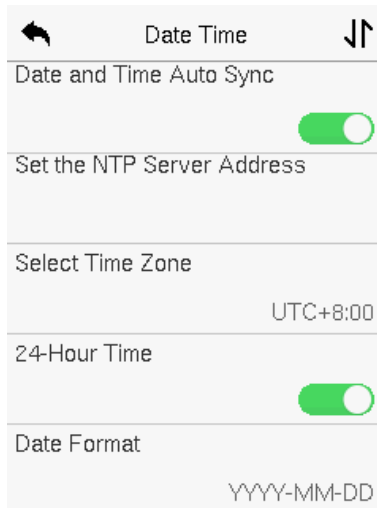 Date Time
Date and Time Auto Sync
Set the NTP Server Address
Select Time Zone
UTC+8:00
24-Hour Time
Date Format
YYYY-MM-DD